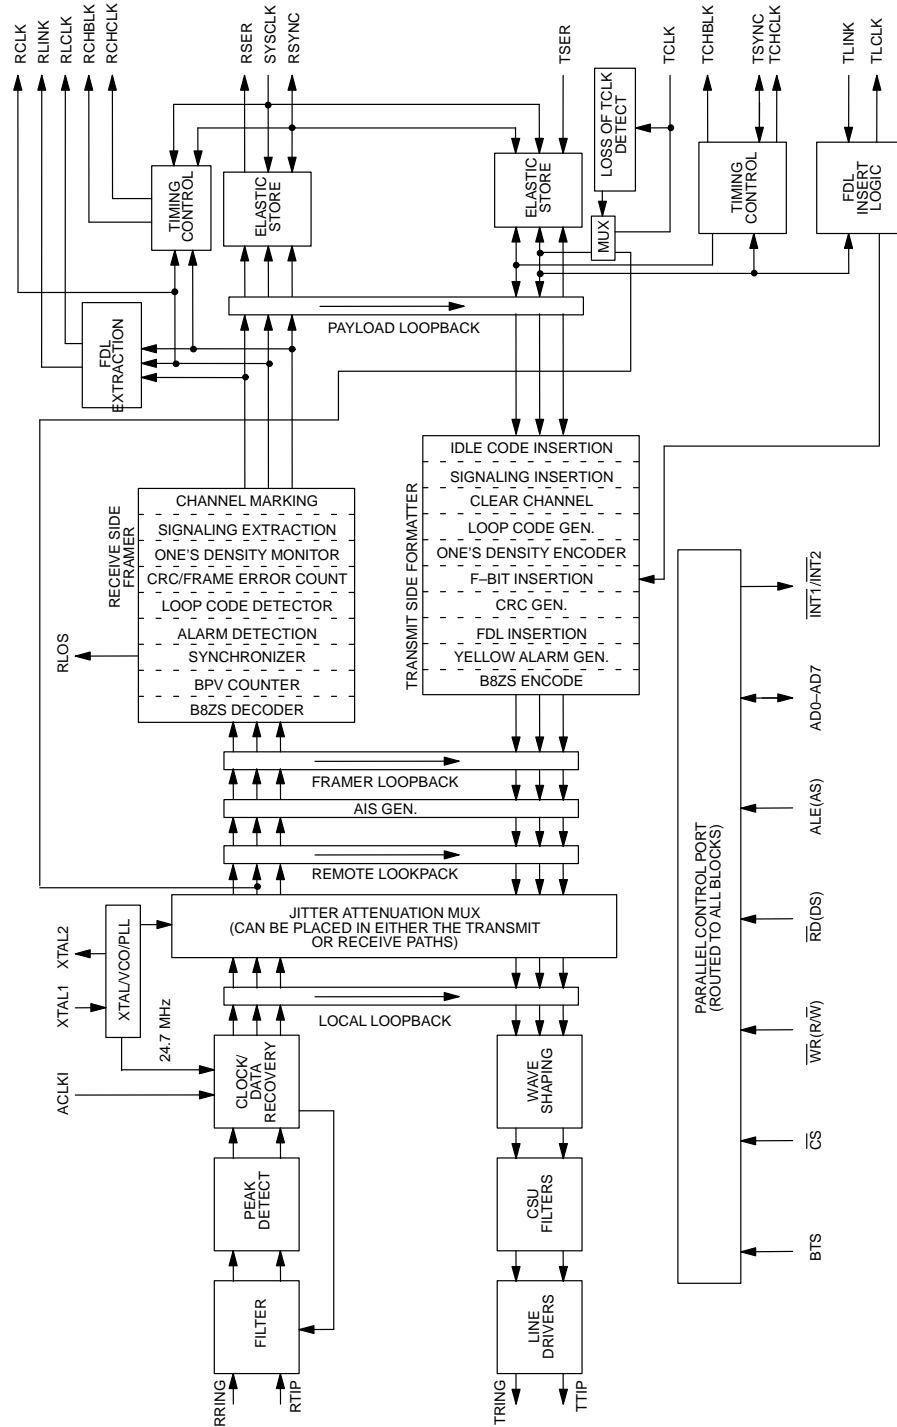 RCLK
RLINK
RLCLK
RCHBLK
RCHCLK
RSER
SYSCLK
RSYNC
TSER
TCLK
TCHBLK
TSYNC
TCHCLK
TLINK
TLCLK
LOSS OF TCLK
DETECT
TIMING
CONTROL
ELASTIC
STORE
ELASTIC
STORE
MUX
TIMING
CONTROL
FDL
INSERT
LOGIC
PAYLOAD LOOPBACK
FDL
EXTRACTION
RECEIVE SIDE
FRAMER
CHANNEL MARKING
SIGNALING EXTRACTION
ONE'S DENSITY MONITOR
CRC/FRAME ERROR COUNT
LOOP CODE DETECTOR
ALARM DETECTION
SYNCHRONIZER
BPV COUNTER
B8ZS DECODER
RLOS
TRANSMIT SIDE FORMATTER
IDLE CODE INSERTION
SIGNALING INSERTION
CLEAR CHANNEL
LOOP CODE GEN.
ONE'S DENSITY ENCODER
F–BIT INSERTION
CRC GEN.
FDL INSERTION
YELLOW ALARM GEN.
B8ZS ENCODE
FRAMER LOOPBACK
AIS GEN.
REMOTE LOOKPACK
JITTER ATTENUATION MUX
(CAN BE PLACED IN EITHER THE TRANSMIT
OR RECEIVE PATHS)
LOCAL LOOPBACK
XTAL2
XTAL1
XTAL/VCO/PLL
24.7 MHz
ACLKI
CLOCK/
DATA
RECOVERY
WAVE
SHAPING
PEAK
DETECT
CSU
FILTERS
FILTER
LINE
DRIVERS
RRING
RTIP
TRING
TTIP
PARALLEL CONTROL PORT
(ROUTED TO ALL BLOCKS)
INT1/INT2
AD0–AD7
ALE(AS)
RD(DS)
WR(R/W)
CS
BTS